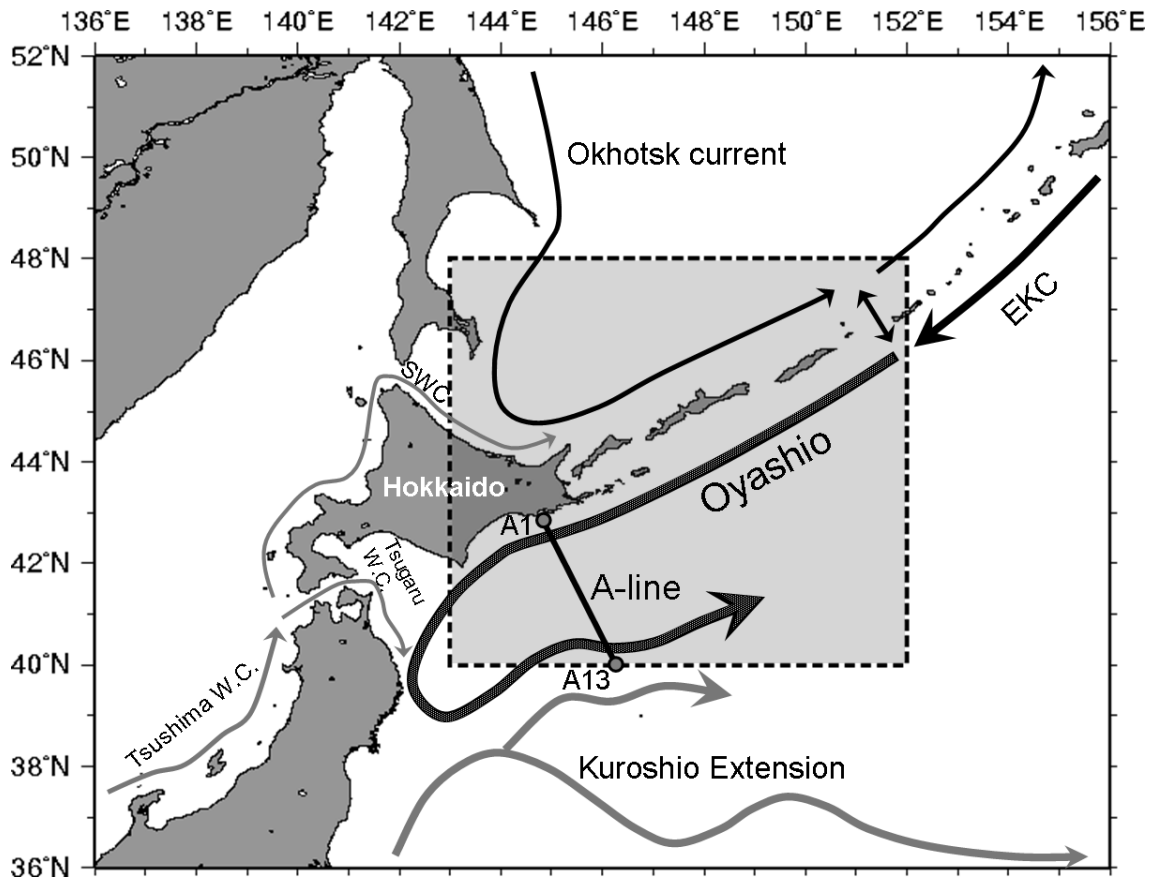 136˚E 138˚E 140˚E 142˚E 144˚E 146˚E 148˚E 150˚E 152˚E 154˚E 156˚E
52˚N
50˚N
Okhotsk current
48˚N
EKC
46˚N
SWC
44˚N
Oyashio
Hokkaido
A1
42˚N
Tsugaru
W.C.
A-line
40˚N
A13
Tsushima W.C.
38˚N
Kuroshio Extension
36˚N